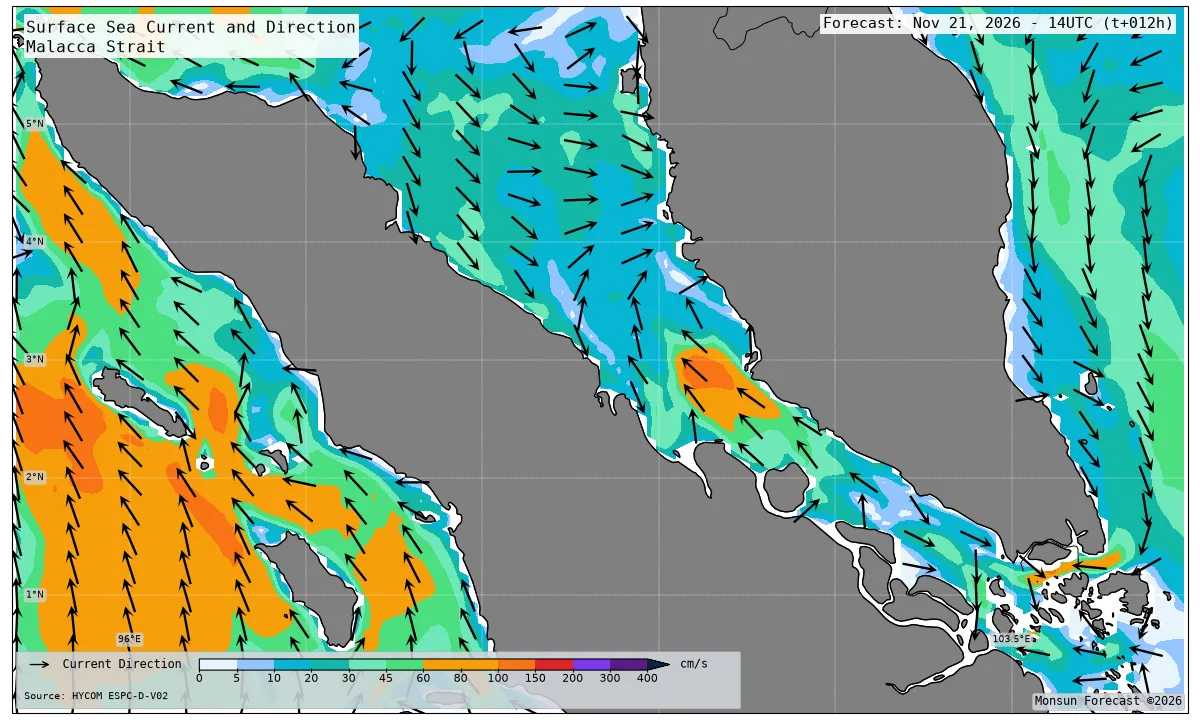 Surface Sea Current and Direction
Malacca Strait
Forecast: Nov 21, 2026 - 14UTC (t+012h)
5°N
4°N
3°N
2°N
1°N
96°E
103.5°E
Current Direction
0 5 10 20 30 45 60 80 100 150 200 300 400
cm/s
Source: HYCOM ESPC-D-V02
Monsun Forecast ©2026